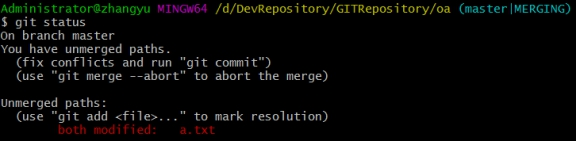 Administrator@zhangyu MINGW64 /d/DevRepository/GITRepository/oa (master|MERGING)
$ git status
On branch master
You have unmerged paths.
  (fix conflicts and run "git commit")
  (use "git merge --abort" to abort the merge)

Unmerged paths:
  (use "git add <file>..." to mark resolution)
        both modified:   a.txt